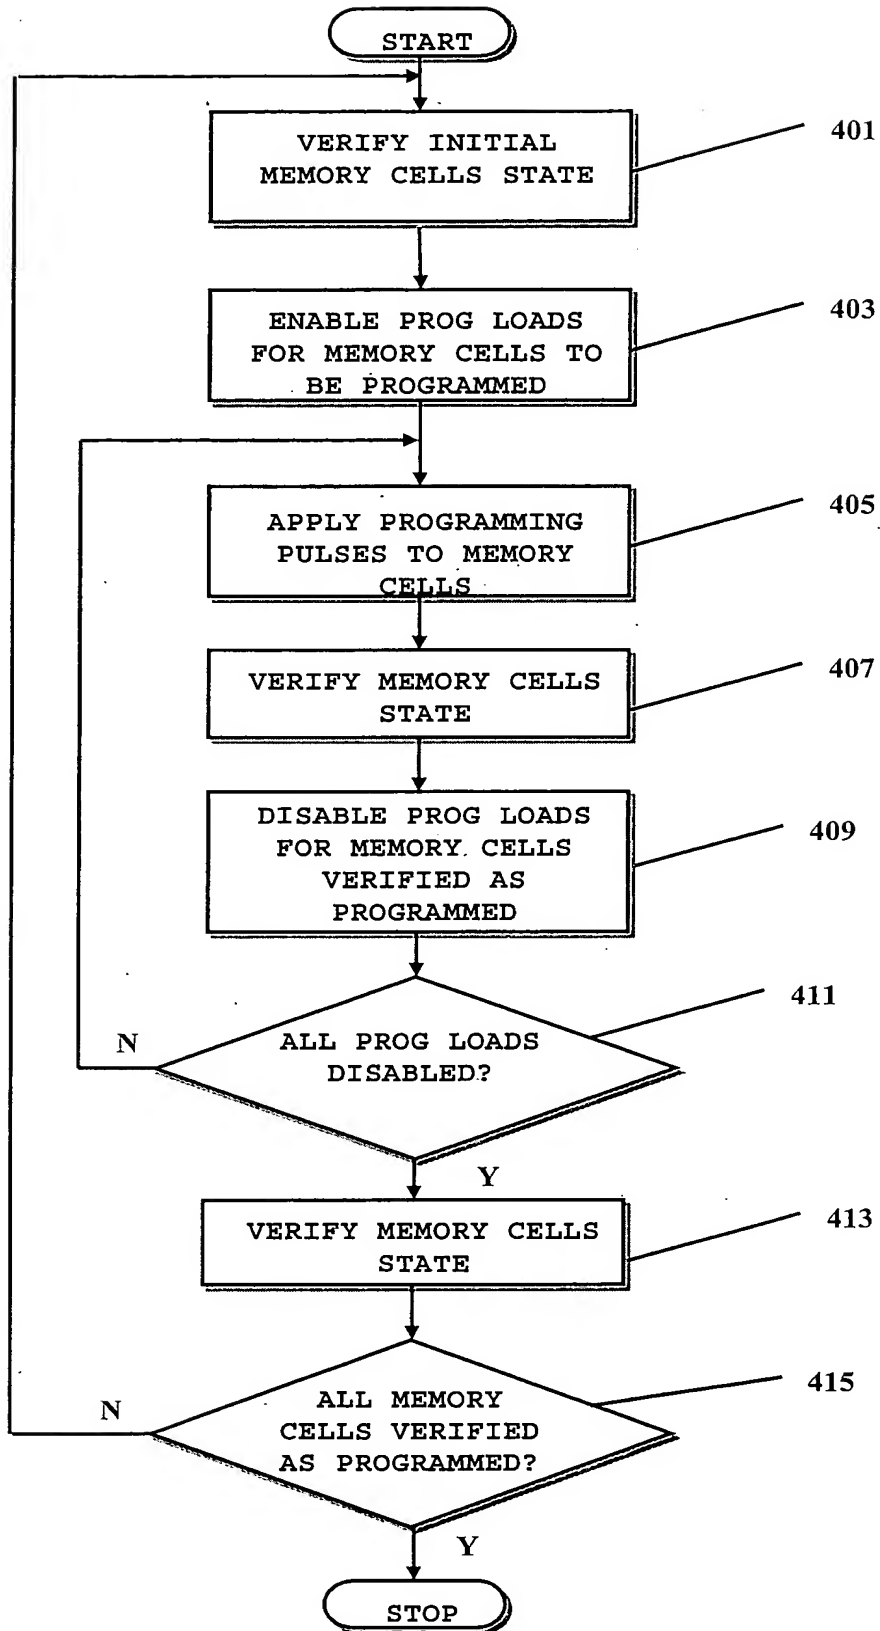 START
VERIFY INITIAL
MEMORY CELLS STATE
401
ENABLE PROG LOADS
FOR MEMORY CELLS TO
BE PROGRAMMED
403
APPLY PROGRAMMING
PULSES TO MEMORY
CELLS
405
VERIFY MEMORY CELLS
STATE
407
DISABLE PROG LOADS
FOR MEMORY CELLS
VERIFIED AS
PROGRAMMED
409
ALL PROG LOADS
DISABLED?
411
N
Y
VERIFY MEMORY CELLS
STATE
413
ALL MEMORY
CELLS VERIFIED
AS PROGRAMMED?
415
N
Y
STOP